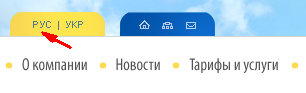 РУС | УКР
О компании Новости Тарифы и услуги